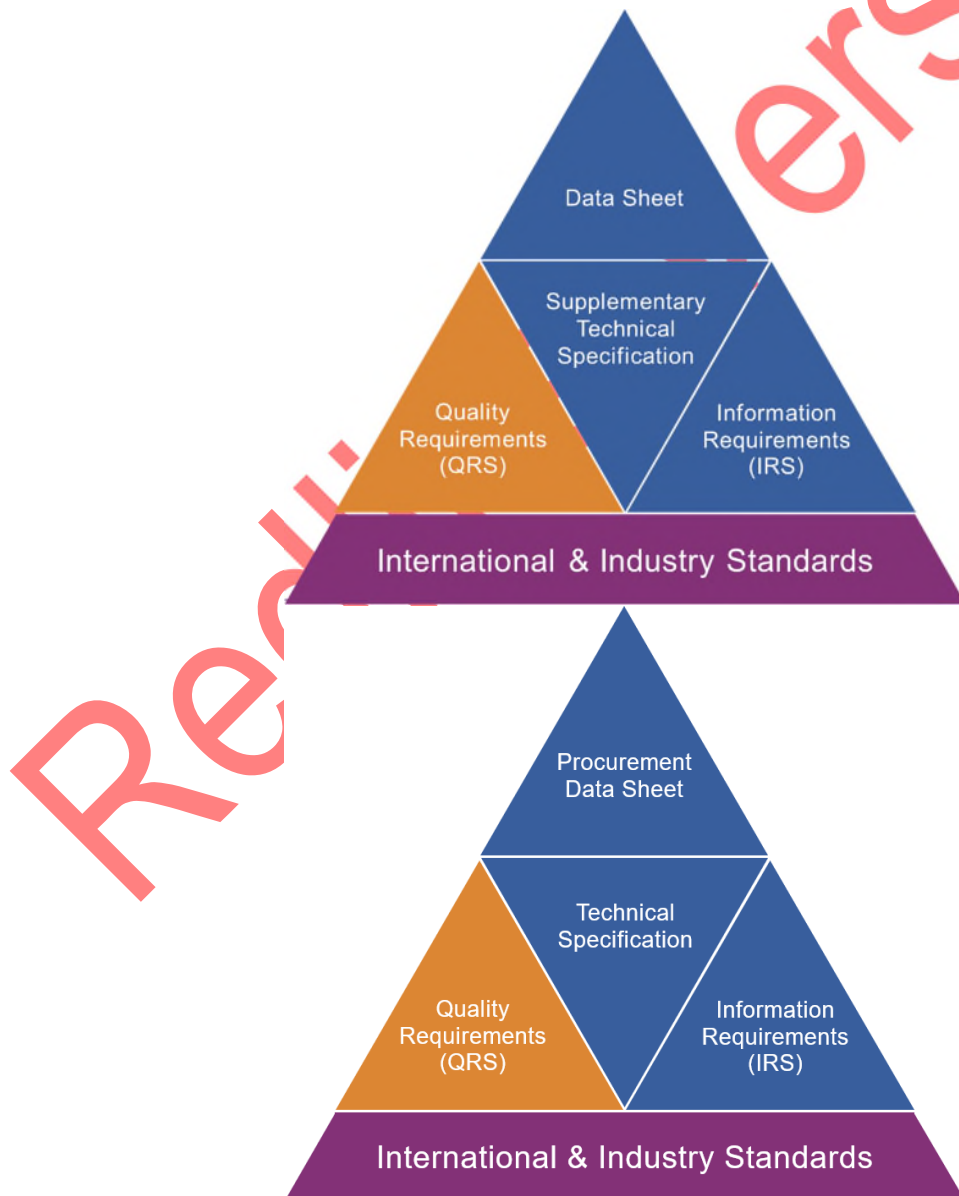 Data Sheet
Supplementary
Technical
Specification
Quality
Requirements
(QRS)
Information
Requirements
(IRS)
International & Industry Standards
Procurement
Data Sheet
Technical
Specification
Quality
Requirements
(QRS)
Information
Requirements
(IRS)
International & Industry Standards